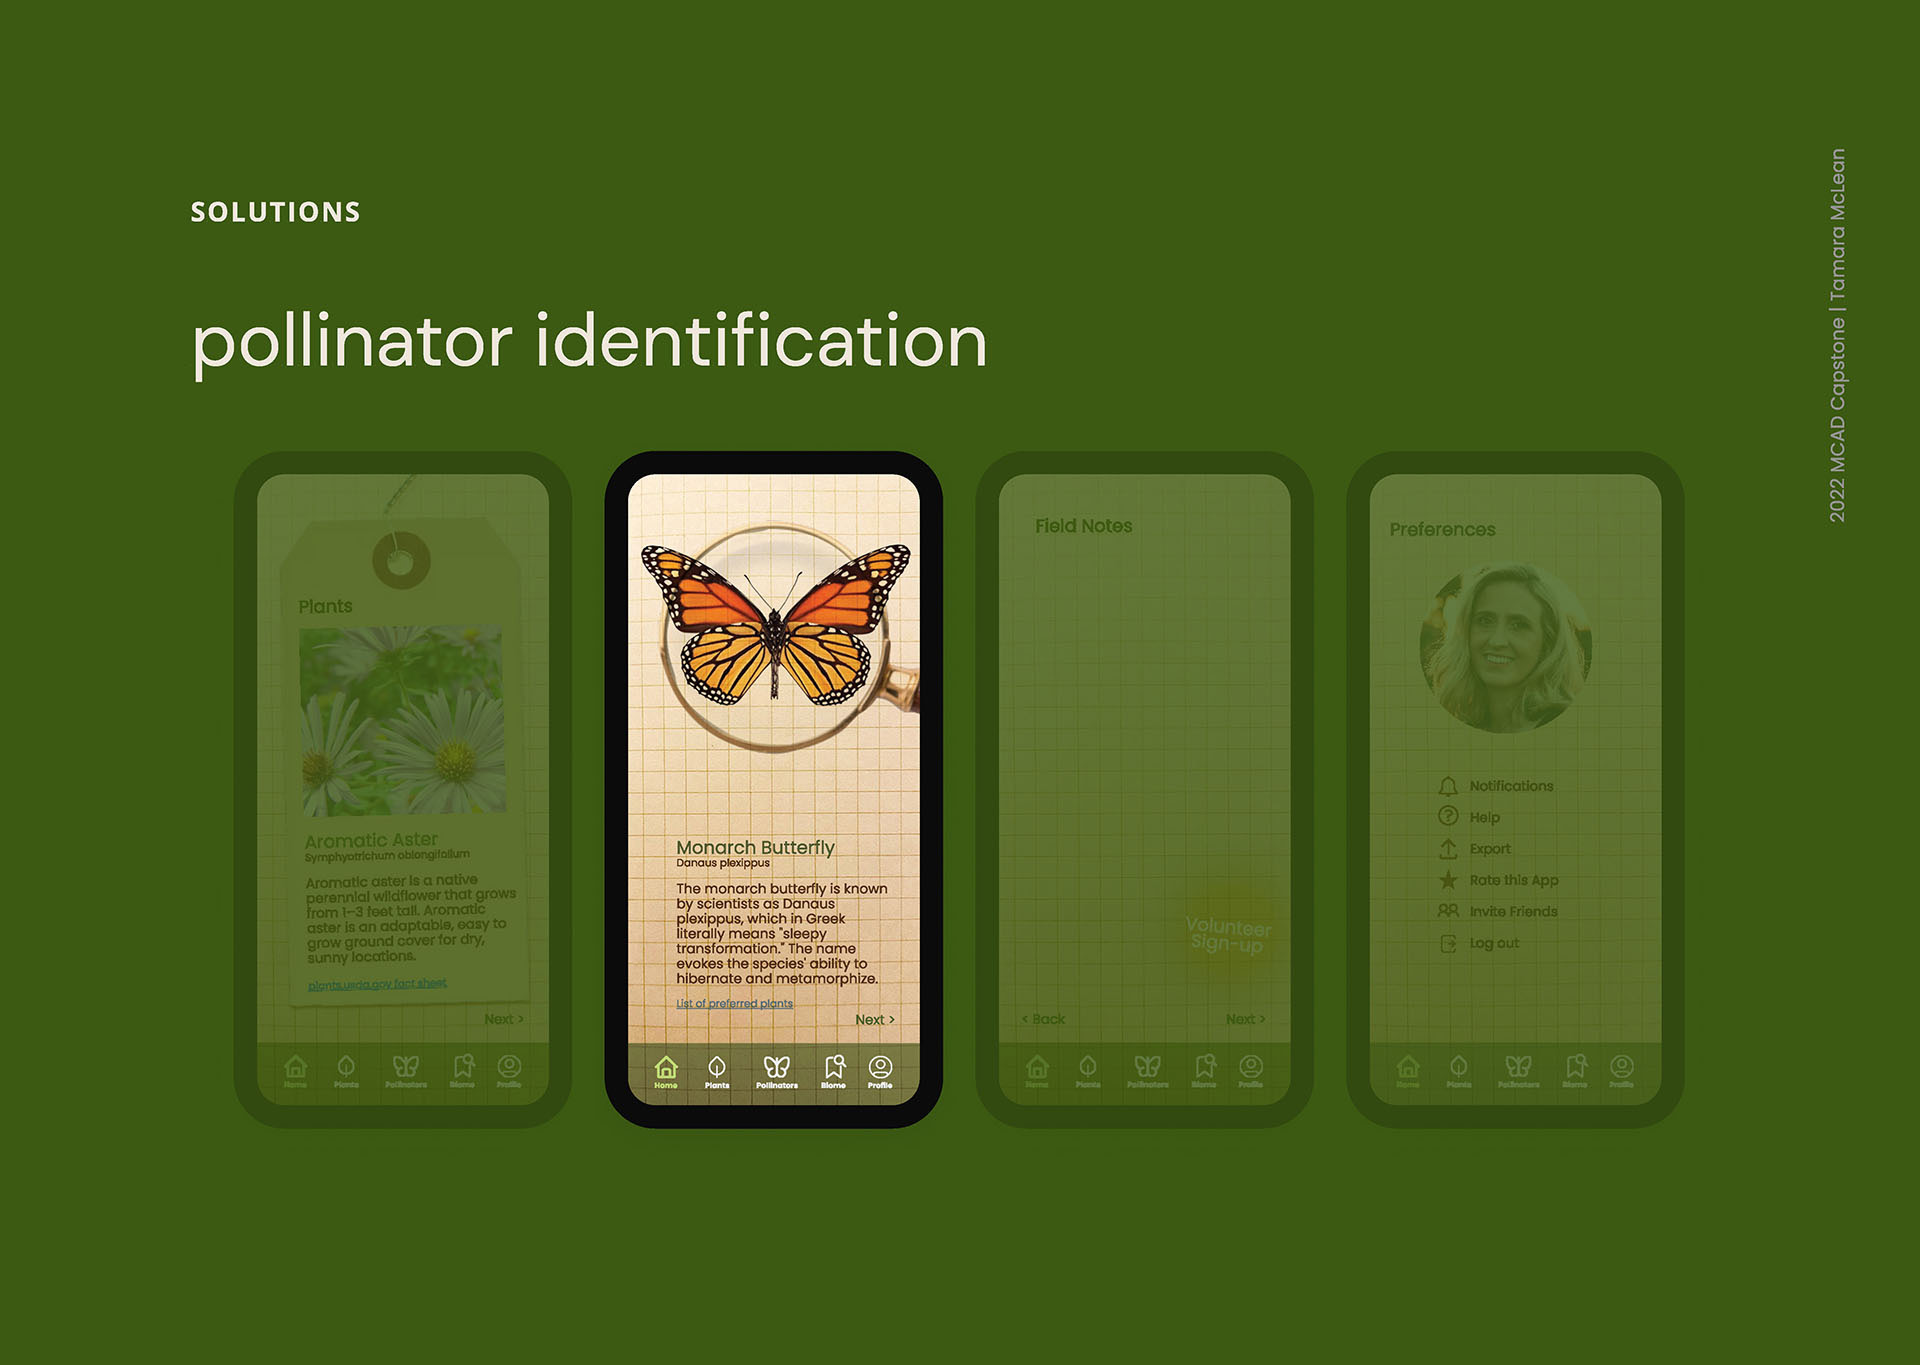 SOLUTIONS
pollinator identification
2022 MCAD Capstone | Tamara McLean
Plants
Aromatic Aster
Symphyotrichum oblongifolium
Aromatic aster is a native
perennial wildflower that grows
from 1–3 feet tall. Aromatic
aster is an adaptable, easy to
grow ground cover for dry,
sunny locations.
plants.usda.gov fact sheet
Next >
Home Plants Pollinators Biome Profile
Monarch Butterfly
Danaus plexippus
The monarch butterfly is known
by scientists as Danaus
plexippus, which in Greek
literally means "sleepy
transformation." The name
evokes the species' ability to
hibernate and metamorphize.
List of preferred plants
Next >
Home Plants Pollinators Biome Profile
Field Notes
Volunteer
Sign-up
< Back Next >
Home Plants Pollinators Biome Profile
Preferences
Notifications
Help
Export
Rate this App
Invite Friends
Log out
Home Plants Pollinators Biome Profile